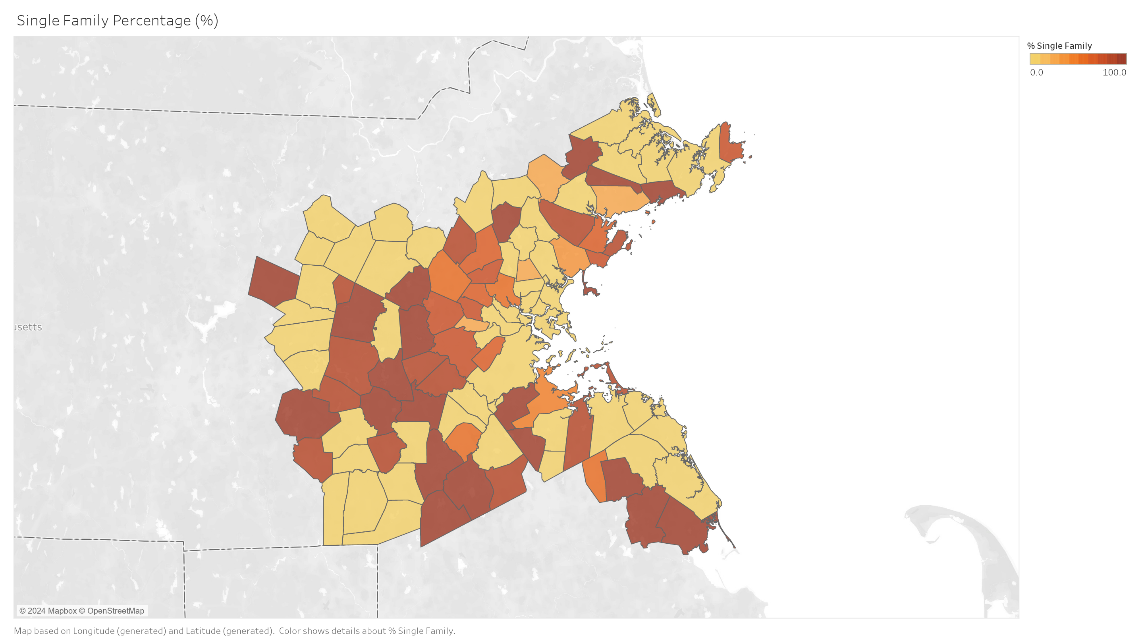 Single Family Percentage (%)
% Single Family
0.0 100.0
usetts
© 2024 Mapbox © OpenStreetMap
Map based on Longitude (generated) and Latitude (generated). Color shows details about % Single Family.